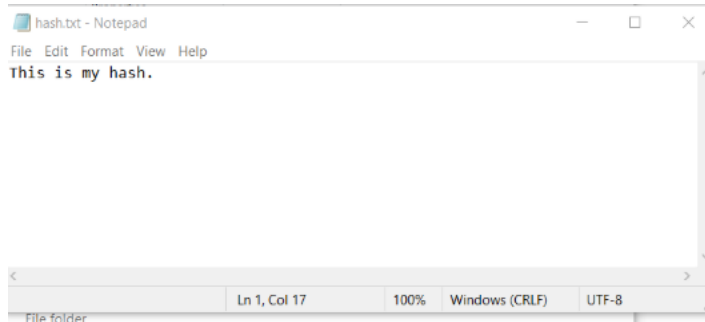 hash.txt - Notepad
File Edit Format View Help
This is my hash.
Ln 1, Col 17 100% Windows (CRLF) UTF-8
File folder